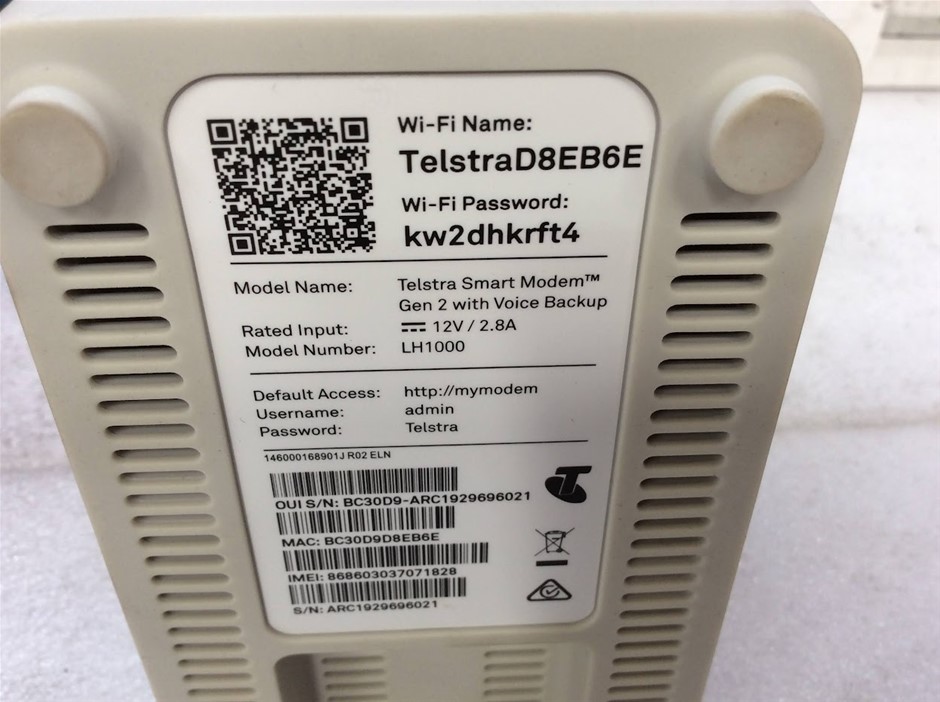 Wi-Fi Name:
TelstraD8EB6E
Wi-Fi Password:
kw2dhkrft4
Model Name: Telstra Smart Modem™
Gen 2 with Voice Backup
Rated Input: ⎓ 12V / 2.8A
Model Number: LH1000
Default Access: http://mymodem
Username: admin
Password: Telstra
146000168901J R02 ELN
OUI S/N: BC30D9-ARC1929696021
MAC: BC30D9D8EB6E
IMEI: 868603037071828
S/N: ARC1929696021